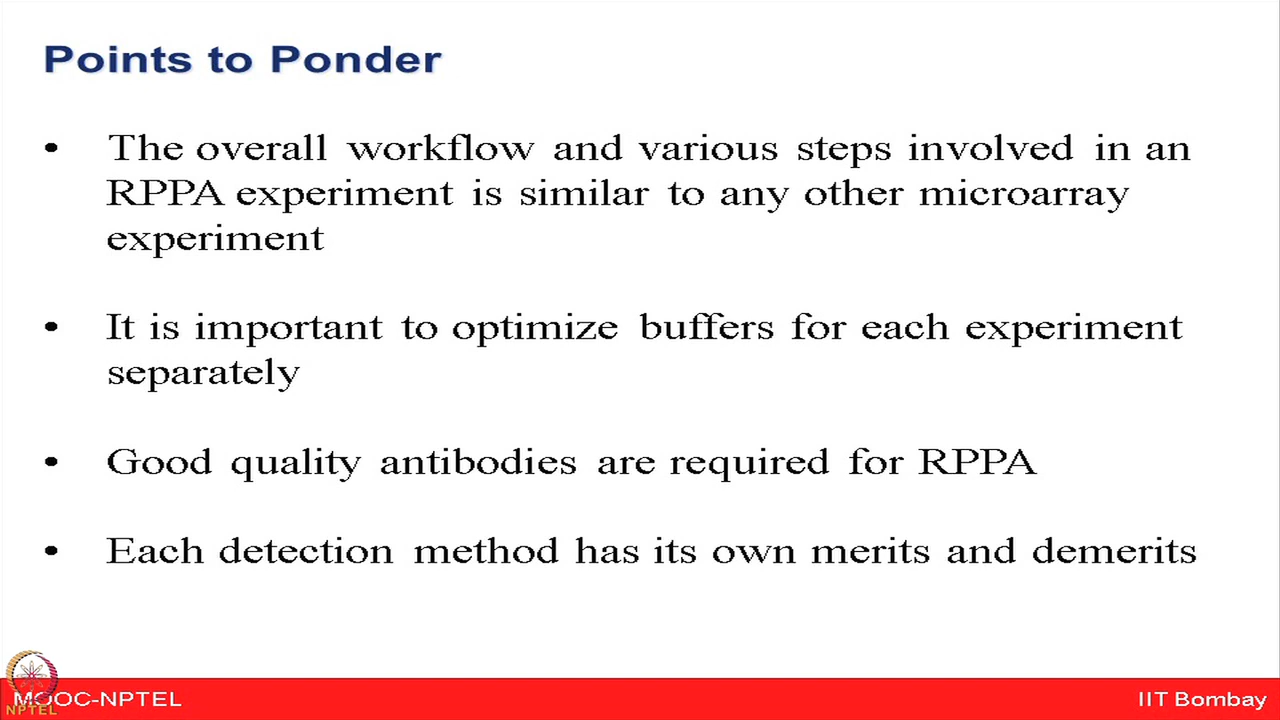 Points to Ponder
• The overall workflow and various steps involved in an
RPPA experiment is similar to any other microarray
experiment
• It is important to optimize buffers for each experiment
separately
• Good quality antibodies are required for RPPA
• Each detection method has its own merits and demerits
MOOC-NPTEL
NPTEL
IIT Bombay